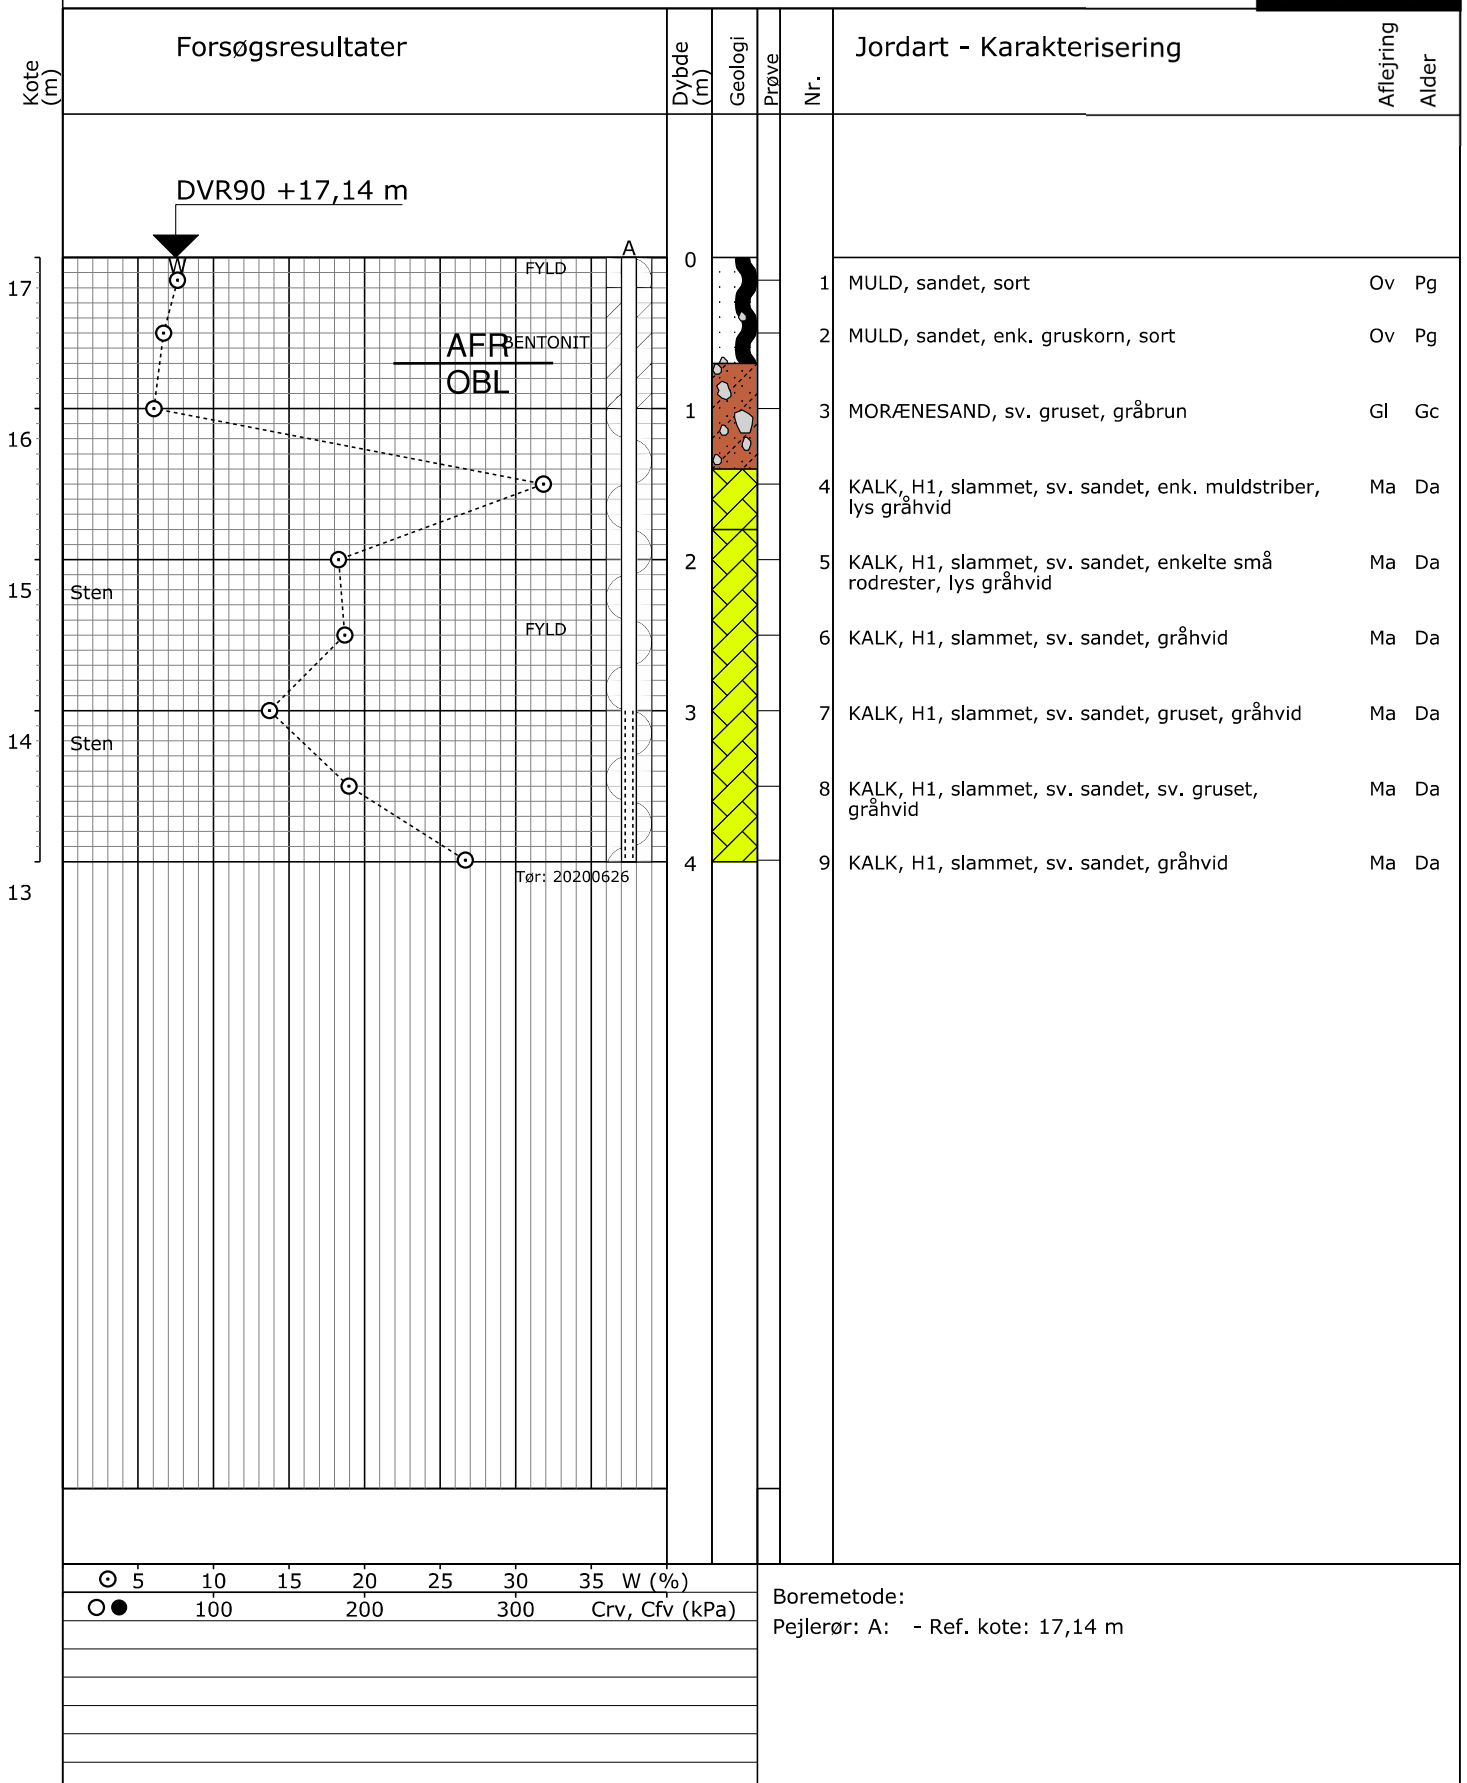 Kote (m)
Forsøgsresultater
Dybde (m)
Geologi
Prøve
Nr.
Jordart - Karakterisering
Aflejring
Alder
DVR90 +17,14 m
A
W
FYLD
0
17
1 MULD, sandet, sort Ov Pg
2 MULD, sandet, enk. gruskorn, sort Ov Pg
AFR
BENTONIT
OBL
1
3 MORÆNESAND, sv. gruset, gråbrun Gl Gc
16
4 KALK, H1, slammet, sv. sandet, enk. muldstriber, Ma Da
lys gråhvid
2
5 KALK, H1, slammet, sv. sandet, enkelte små Ma Da
rodrester, lys gråhvid
15
Sten
FYLD
6 KALK, H1, slammet, sv. sandet, gråhvid Ma Da
3
7 KALK, H1, slammet, sv. sandet, gruset, gråhvid Ma Da
14
Sten
8 KALK, H1, slammet, sv. sandet, sv. gruset, Ma Da
gråhvid
4
9 KALK, H1, slammet, sv. sandet, gråhvid Ma Da
Tør: 20200626
13
5 10 15 20 25 30 35 W (%)
100 200 300 Crv, Cfv (kPa)
Boremetode:
Pejlerør: A: - Ref. kote: 17,14 m